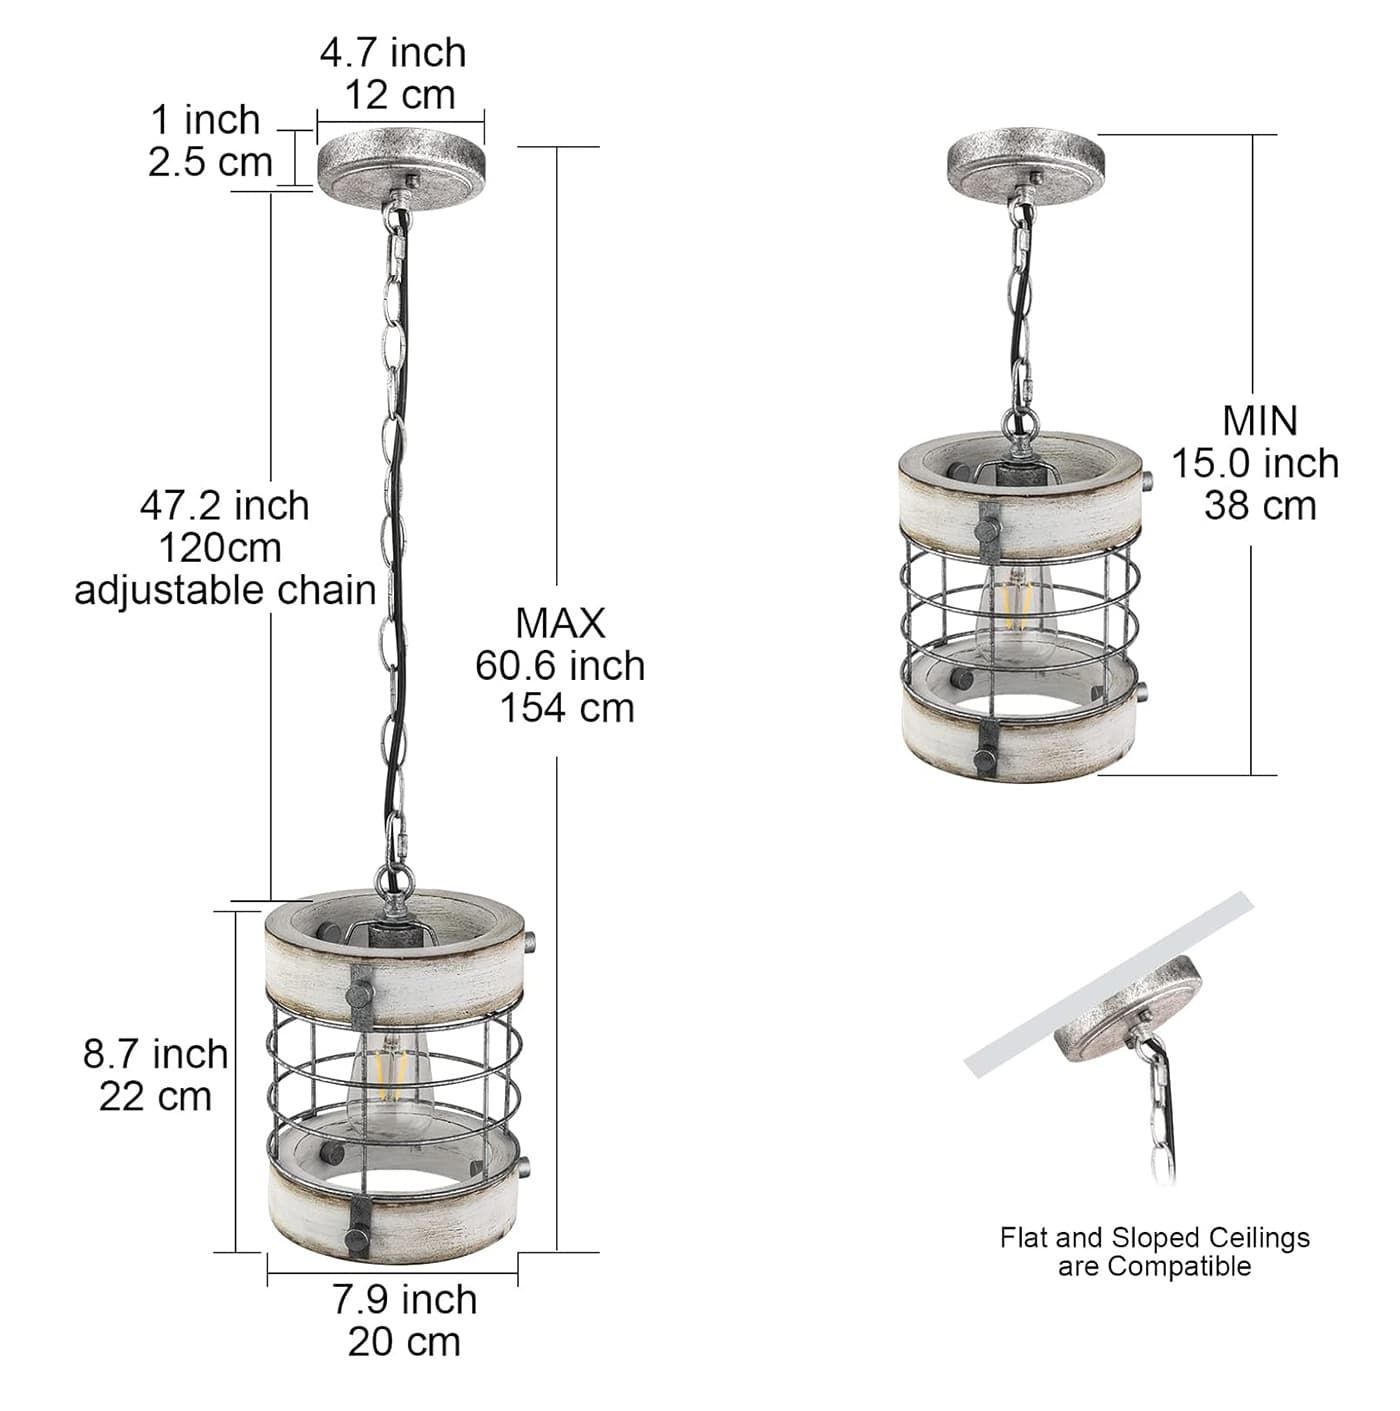 4.7 inch
12 cm
1 inch
2.5 cm
47.2 inch
120cm
adjustable chain
MAX
60.6 inch
154 cm
8.7 inch
22 cm
7.9 inch
20 cm
MIN
15.0 inch
38 cm
Flat and Sloped Ceilings
are Compatible